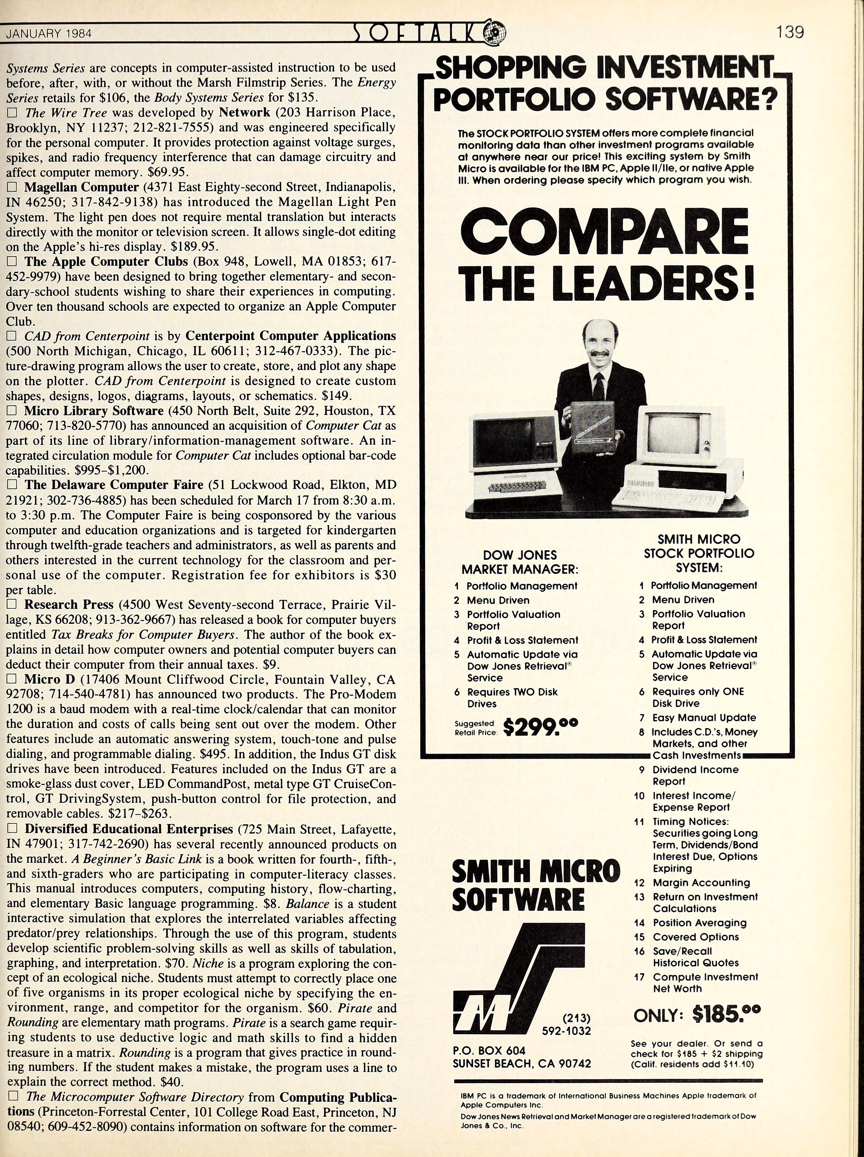 JANUARY 1984
SOFTALK
139
Systems Series are concepts in computer-assisted instruction to be used
before, after, with, or without the Marsh Filmstrip Series. The Energy
Series retails for $106, the Body Systems Series for $135.
□ The Wire Tree was developed by Network (203 Harrison Place,
Brooklyn, NY 11237; 212-821-7555) and was engineered specifically
for the personal computer. It provides protection against voltage surges,
spikes, and radio frequency interference that can damage circuitry and
affect computer memory. $69.95.
□ Magellan Computer (4371 East Eighty-second Street, Indianapolis,
IN 46250; 317-842-9138) has introduced the Magellan Light Pen
System. The light pen does not require mental translation but interacts
directly with the monitor or television screen. It allows single-dot editing
on the Apple's hi-res display. $189.95.
□ The Apple Computer Clubs (Box 948, Lowell, MA 01853; 617-
452-9979) have been designed to bring together elementary- and secon-
dary-school students wishing to share their experiences in computing.
Over ten thousand schools are expected to organize an Apple Computer
Club.
□ CAD from Centerpoint is by Centerpoint Computer Applications
(500 North Michigan, Chicago, IL 60611; 312-467-0333). The pic-
ture-drawing program allows the user to create, store, and plot any shape
on the plotter. CAD from Centerpoint is designed to create custom
shapes, designs, logos, diagrams, layouts, or schematics. $149.
□ Micro Library Software (450 North Belt, Suite 292, Houston, TX
77060; 713-820-5770) has announced an acquisition of Computer Cat as
part of its line of library/information-management software. An in-
tegrated circulation module for Computer Cat includes optional bar-code
capabilities. $995–$1,200.
□ The Delaware Computer Faire (51 Lockwood Road, Elkton, MD
21921; 302-736-4885) has been scheduled for March 17 from 8:30 a.m.
to 3:30 p.m. The Computer Faire is being cosponsored by the various
computer and education organizations and is targeted for kindergarten
through twelfth-grade teachers and administrators, as well as parents and
others interested in the current technology for the classroom and per-
sonal use of the computer. Registration fee for exhibitors is $30
per table.
□ Research Press (4500 West Seventy-second Terrace, Prairie Vil-
lage, KS 66208; 913-362-9667) has released a book for computer buyers
entitled Tax Breaks for Computer Buyers. The author of the book ex-
plains in detail how computer owners and potential computer buyers can
deduct their computer from their annual taxes. $9.
□ Micro D (17406 Mount Cliffwood Circle, Fountain Valley, CA
92708; 714-540-4781) has announced two products. The Pro-Modem
1200 is a baud modem with a real-time clock/calendar that can monitor
the duration and costs of calls being sent out over the modem. Other
features include an automatic answering system, touch-tone and pulse
dialing, and programmable dialing. $495. In addition, the Indus GT disk
drives have been introduced. Features included on the Indus GT are a
smoke-glass dust cover, LED CommandPost, metal type GT CruiseCon-
trol, GT DrivingSystem, push-button control for file protection, and
removable cables. $217–$263.
□ Diversified Educational Enterprises (725 Main Street, Lafayette,
IN 47901; 317-742-2690) has several recently announced products on
the market. A Beginner's Basic Link is a book written for fourth-, fifth-,
and sixth-graders who are participating in computer-literacy classes.
This manual introduces computers, computing history, flow-charting,
and elementary Basic language programming. $8. Balance is a student
interactive simulation that explores the interrelated variables affecting
predator/prey relationships. Through the use of this program, students
develop scientific problem-solving skills as well as skills of tabulation,
graphing, and interpretation. $70. Niche is a program exploring the con-
cept of an ecological niche. Students must attempt to correctly place one
of five organisms in its proper ecological niche by specifying the en-
vironment, range, and competitor for the organism. $60. Pirate and
Rounding are elementary math programs. Pirate is a search game requir-
ing students to use deductive logic and math skills to find a hidden
treasure in a matrix. Rounding is a program that gives practice in round-
ing numbers. If the student makes a mistake, the program uses a line to
explain the correct method. $40.
□ The Microcomputer Software Directory from Computing Publica-
tions (Princeton-Forrestal Center, 101 College Road East, Princeton, NJ
08540; 609-452-8090) contains information on software for the commer-
SHOPPING INVESTMENT
PORTFOLIO SOFTWARE?
The STOCK PORTFOLIO SYSTEM offers more complete financial
monitoring data than other investment programs available
at anywhere near our price! This exciting system by Smith
Micro is available for the IBM PC, Apple II/IIe, or native Apple
III. When ordering please specify which program you wish.
COMPARE
THE LEADERS!
DOW JONES
MARKET MANAGER:
1 Portfolio Management
2 Menu Driven
3 Portfolio Valuation
Report
4 Profit & Loss Statement
5 Automatic Update via
Dow Jones Retrieval®
Service
6 Requires TWO Disk
Drives
Suggested
Retail Price: $299.00
SMITH MICRO
STOCK PORTFOLIO
SYSTEM:
1 Portfolio Management
2 Menu Driven
3 Portfolio Valuation
Report
4 Profit & Loss Statement
5 Automatic Update via
Dow Jones Retrieval®
Service
6 Requires only ONE
Disk Drive
7 Easy Manual Update
8 Includes C.D.'s, Money
Markets, and other
Cash Investments
9 Dividend Income
Report
10 Interest Income/
Expense Report
11 Timing Notices:
Securities going Long
Term, Dividends/Bond
Interest Due, Options
Expiring
12 Margin Accounting
13 Return on Investment
Calculations
14 Position Averaging
15 Covered Options
16 Save/Recall
Historical Quotes
17 Compute Investment
Net Worth
ONLY: $185.00
See your dealer. Or send a
check for $185 + $2 shipping
(Calif. residents add $11.10)
SMITH MICRO
SOFTWARE
(213)
592-1032
P.O. BOX 604
SUNSET BEACH, CA 90742
IBM PC is a trademark of International Business Machines Apple trademark of
Apple Computers Inc.
Dow Jones News Retrieval and Market Manager are a registered trademark of Dow
Jones & Co., Inc.